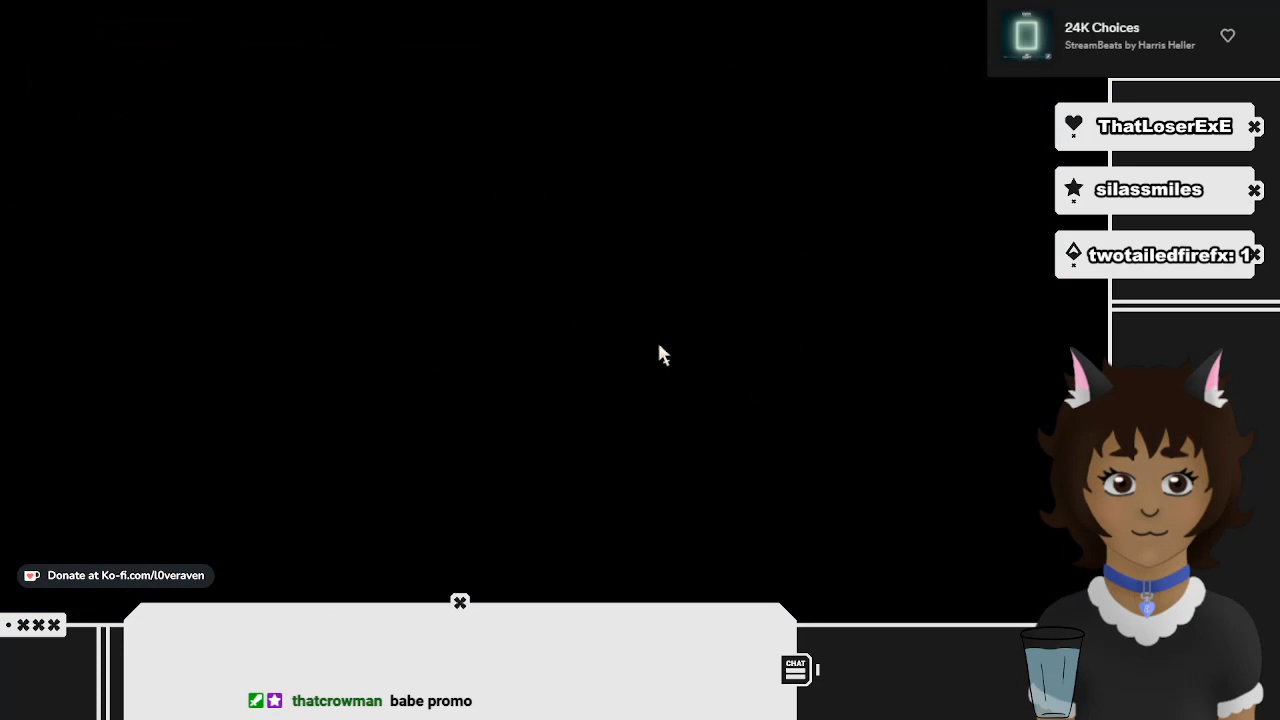 24K Choices
StreamBeats by Harris Heller
ThatLoserExE
silassmiles
twotailedfirefx: 1
Donate at Ko-fi.com/l0veraven
CHAT
thatcrowman babe promo